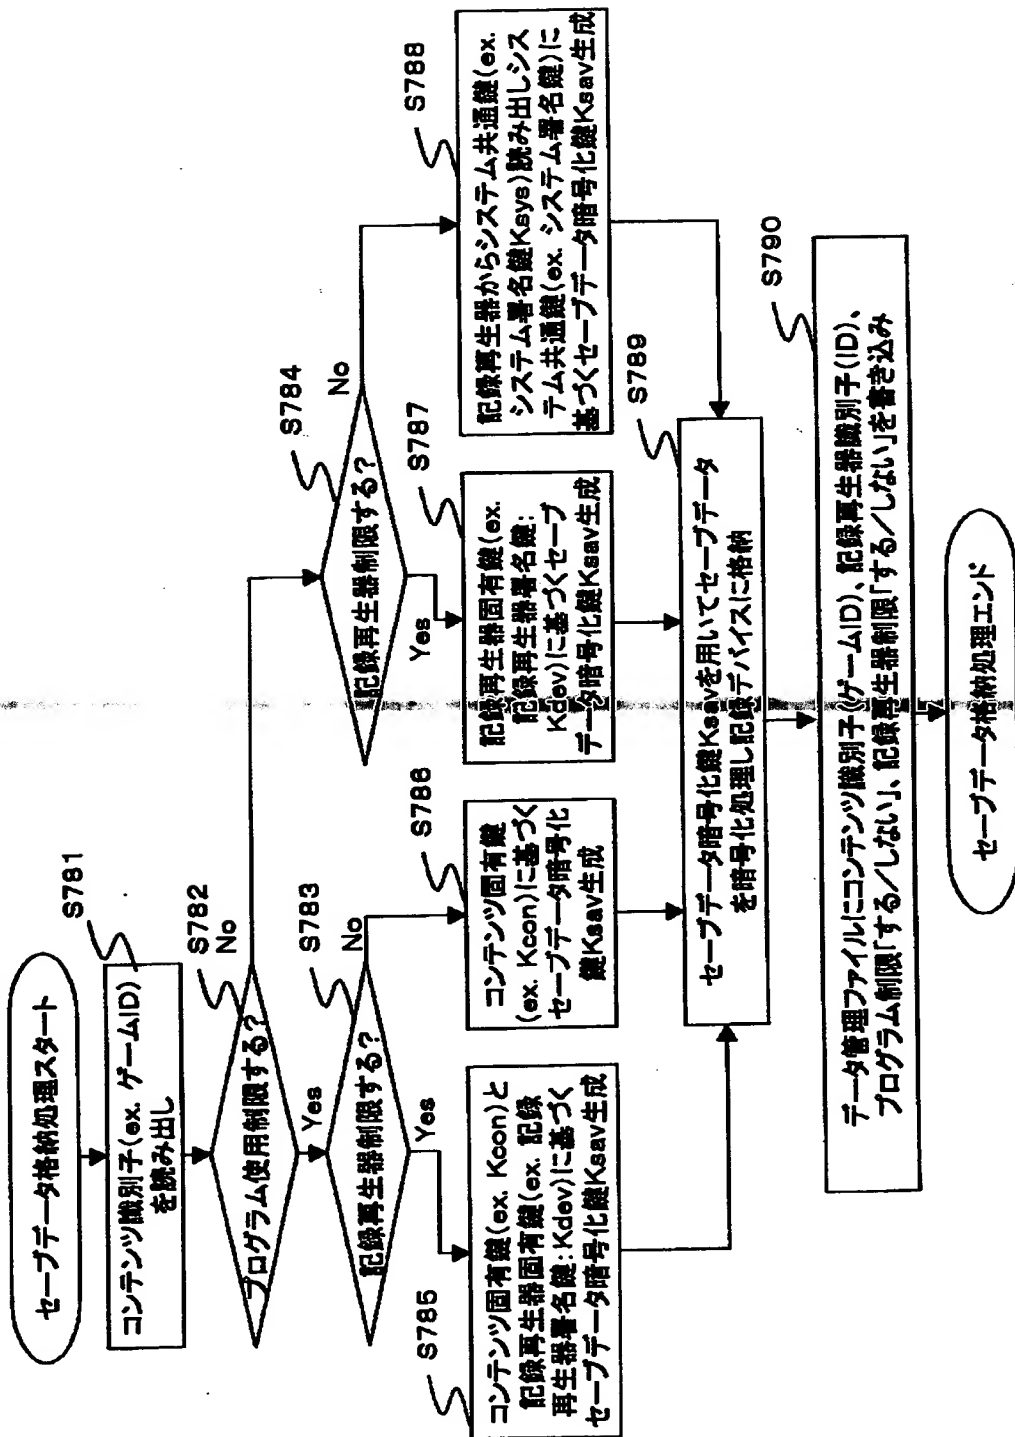 セーブデータ格納処理スタート
S781
コンテンツ識別子(ex. ゲームID)
を読み出し
S782
プログラム使用制限する?
No
Yes
S783
記録再生器制限する?
No
Yes
S784
記録再生器制限する?
No
Yes
S785
コンテンツ固有鍵(ex. Kcon)と
記録再生器固有鍵(ex. 記録
再生器署名鍵:Kdev)に基づく
セーブデータ暗号化鍵Ksav生成
S786
コンテンツ固有鍵
(ex. Kcon)に基づく
セーブデータ暗号化
鍵Ksav生成
S787
記録再生器固有鍵(ex.
記録再生器署名鍵:
Kdev)に基づくセーブ
データ暗号化鍵Ksav生成
S788
記録再生器からシステム共通鍵(ex.
システム署名鍵Ksys)読み出しシス
テム共通鍵(ex. システム署名鍵)に
基づくセーブデータ暗号化鍵Ksav生成
S789
セーブデータ暗号化鍵Ksavを用いてセーブデータ
を暗号化処理し記録デバイスに格納
S790
データ管理ファイルにコンテンツ識別子(ゲームID)、記録再生器識別子(ID)、
プログラム制限「する/しない」、記録再生器制限「する/しない」を書き込み
セーブデータ格納処理エンド